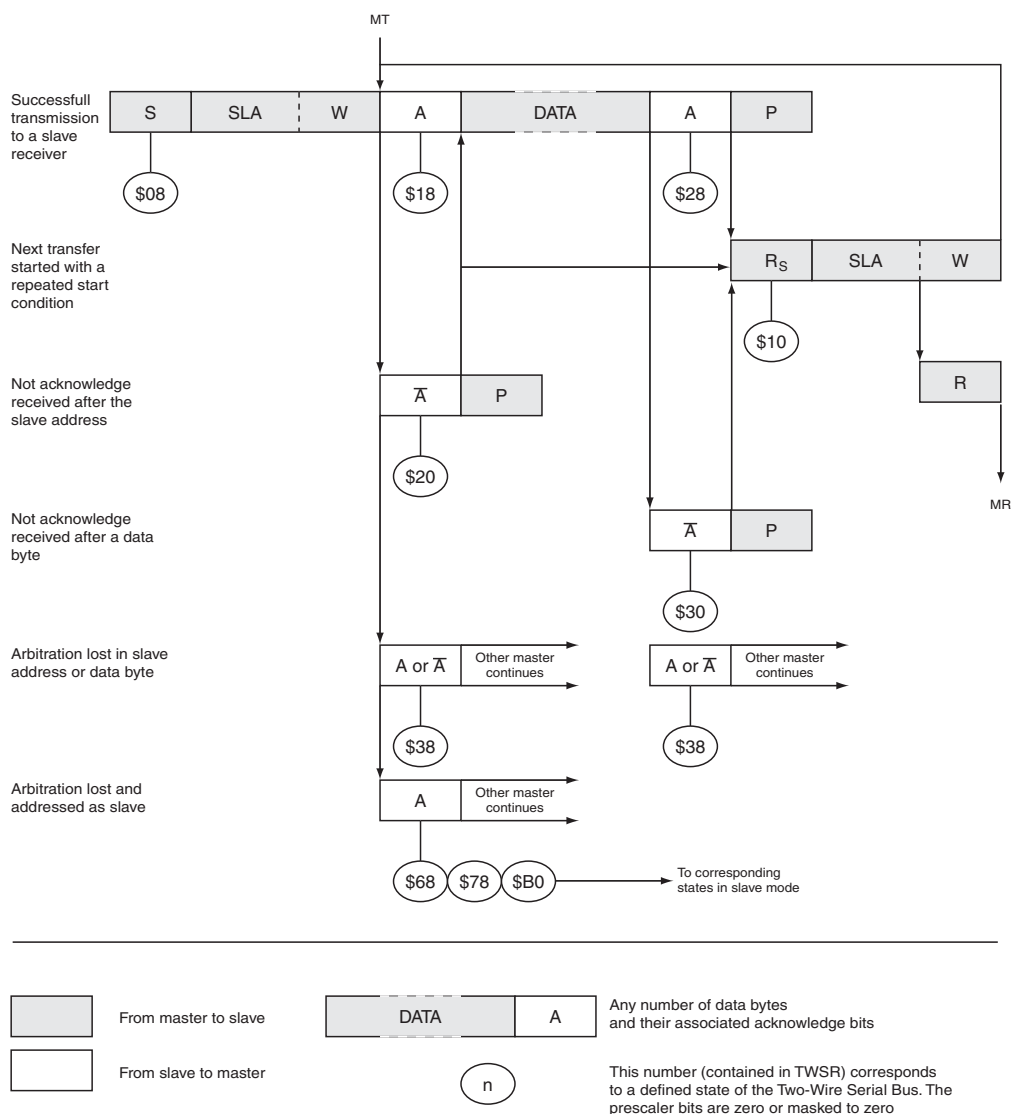 MT
Successfull
transmission
to a slave
receiver
S
SLA
W
A
DATA
A
P
$08
$18
$28
Next transfer
started with a
repeated start
condition
RS
SLA
W
$10
Not acknowledge
received after the
slave address
A̅
P
R
$20
MR
Not acknowledge
received after a data
byte
A̅
P
$30
Arbitration lost in slave
address or data byte
A or A̅
Other master
continues
A or A̅
Other master
continues
$38
$38
Arbitration lost and
addressed as slave
A
Other master
continues
$68
$78
$B0
To corresponding
states in slave mode
From master to slave
DATA
A
Any number of data bytes
and their associated acknowledge bits
From slave to master
n
This number (contained in TWSR) corresponds
to a defined state of the Two-Wire Serial Bus. The
prescaler bits are zero or masked to zero